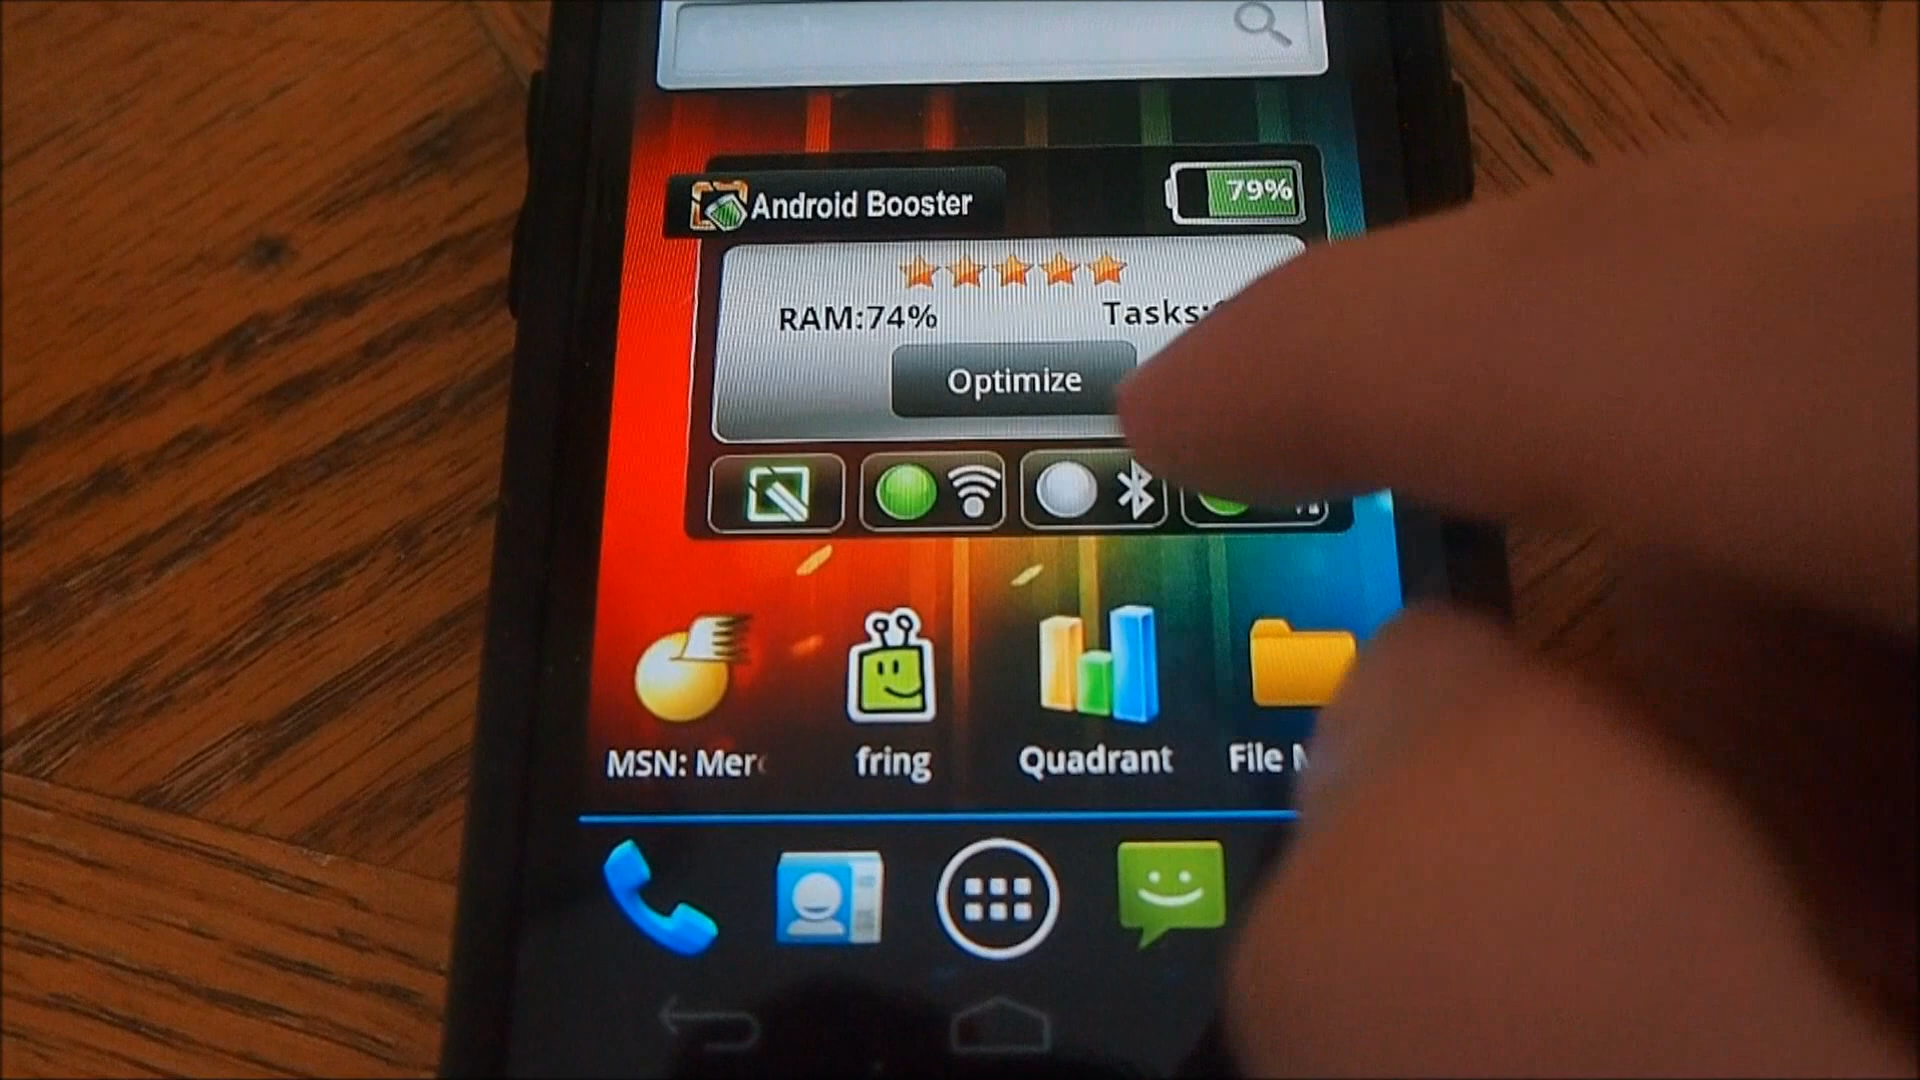 Android Booster
79%
RAM:74%
Tasks:
Optimize
MSN: Mer
fring
Quadrant
File